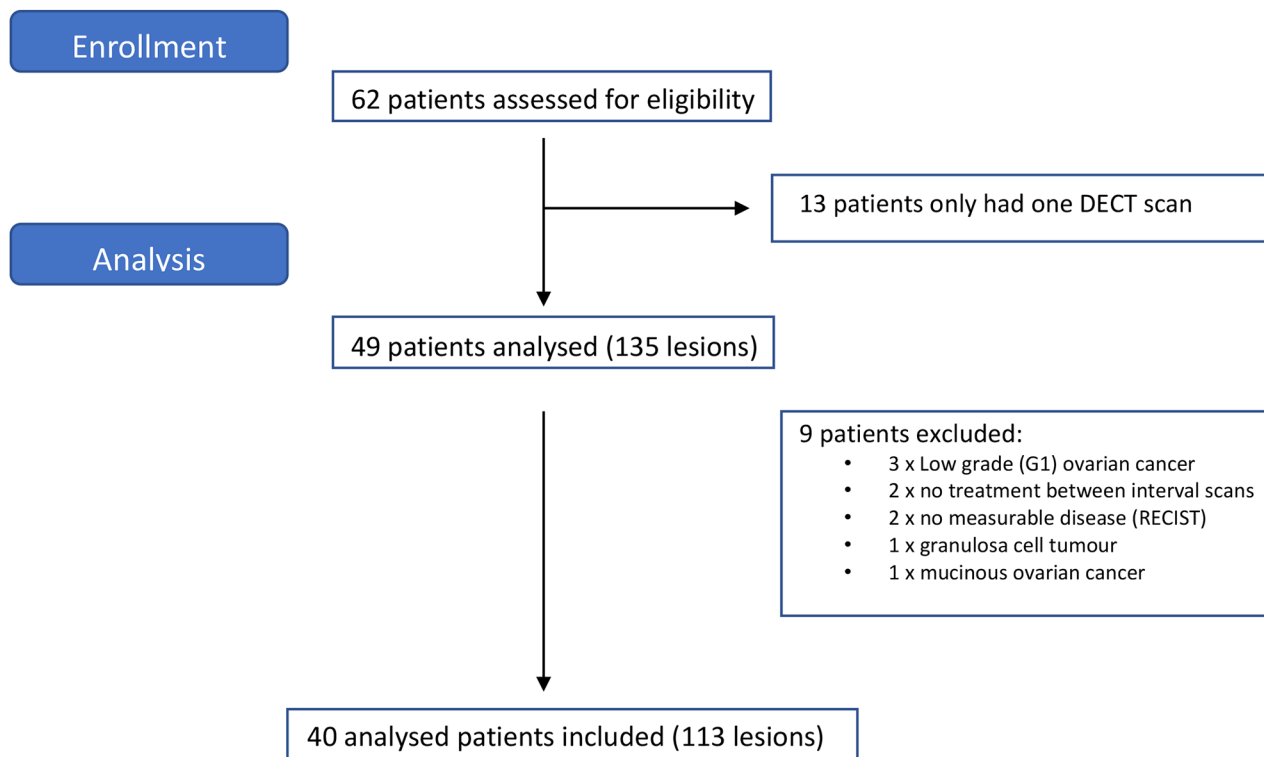 Enrollment
62 patients assessed for eligibility
13 patients only had one DECT scan
Analysis
49 patients analysed (135 lesions)
9 patients excluded:
• 3 x Low grade (G1) ovarian cancer
• 2 x no treatment between interval scans
• 2 x no measurable disease (RECIST)
• 1 x granulosa cell tumour
• 1 x mucinous ovarian cancer
40 analysed patients included (113 lesions)